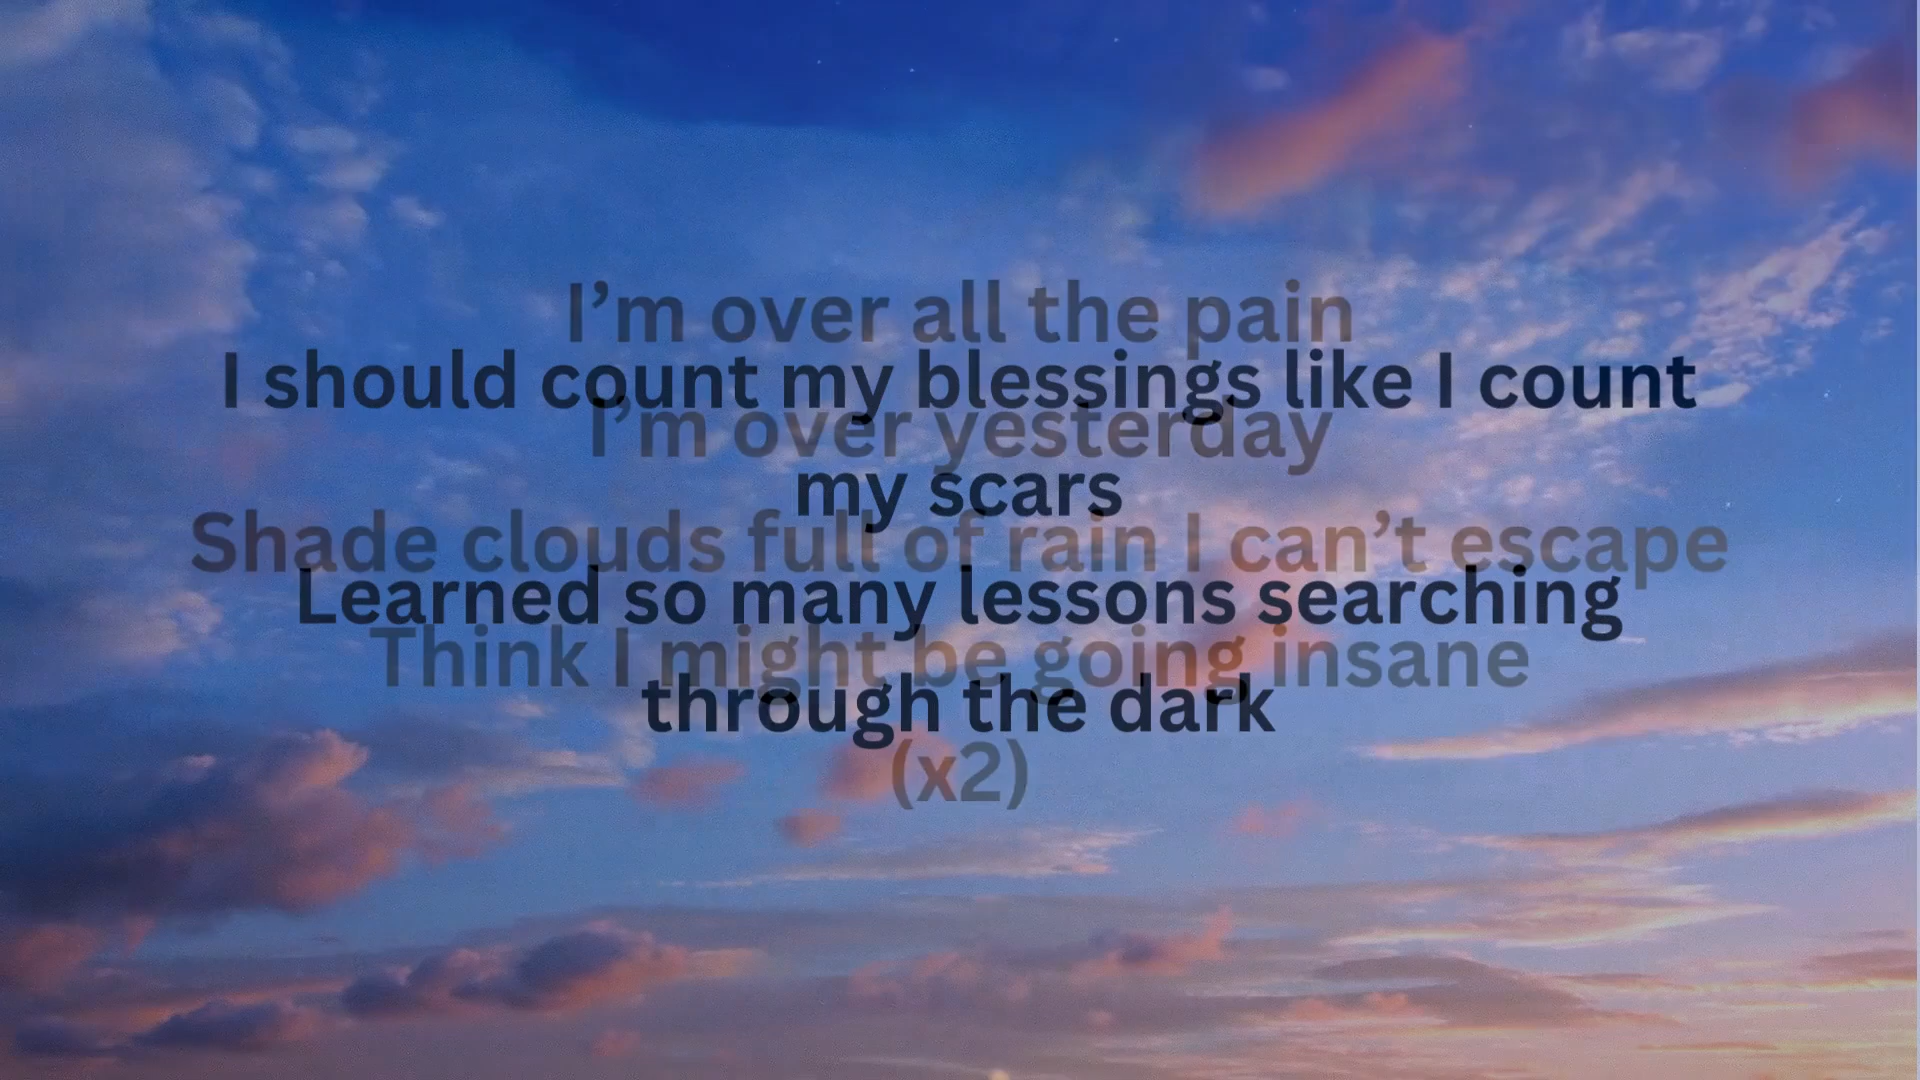 I’m over all the pain
I should count my blessings like I count
I’m over yesterday
my scars
Shade clouds full of rain I can’t escape
Learned so many lessons searching
Think I might be going insane
through the dark
(x2)